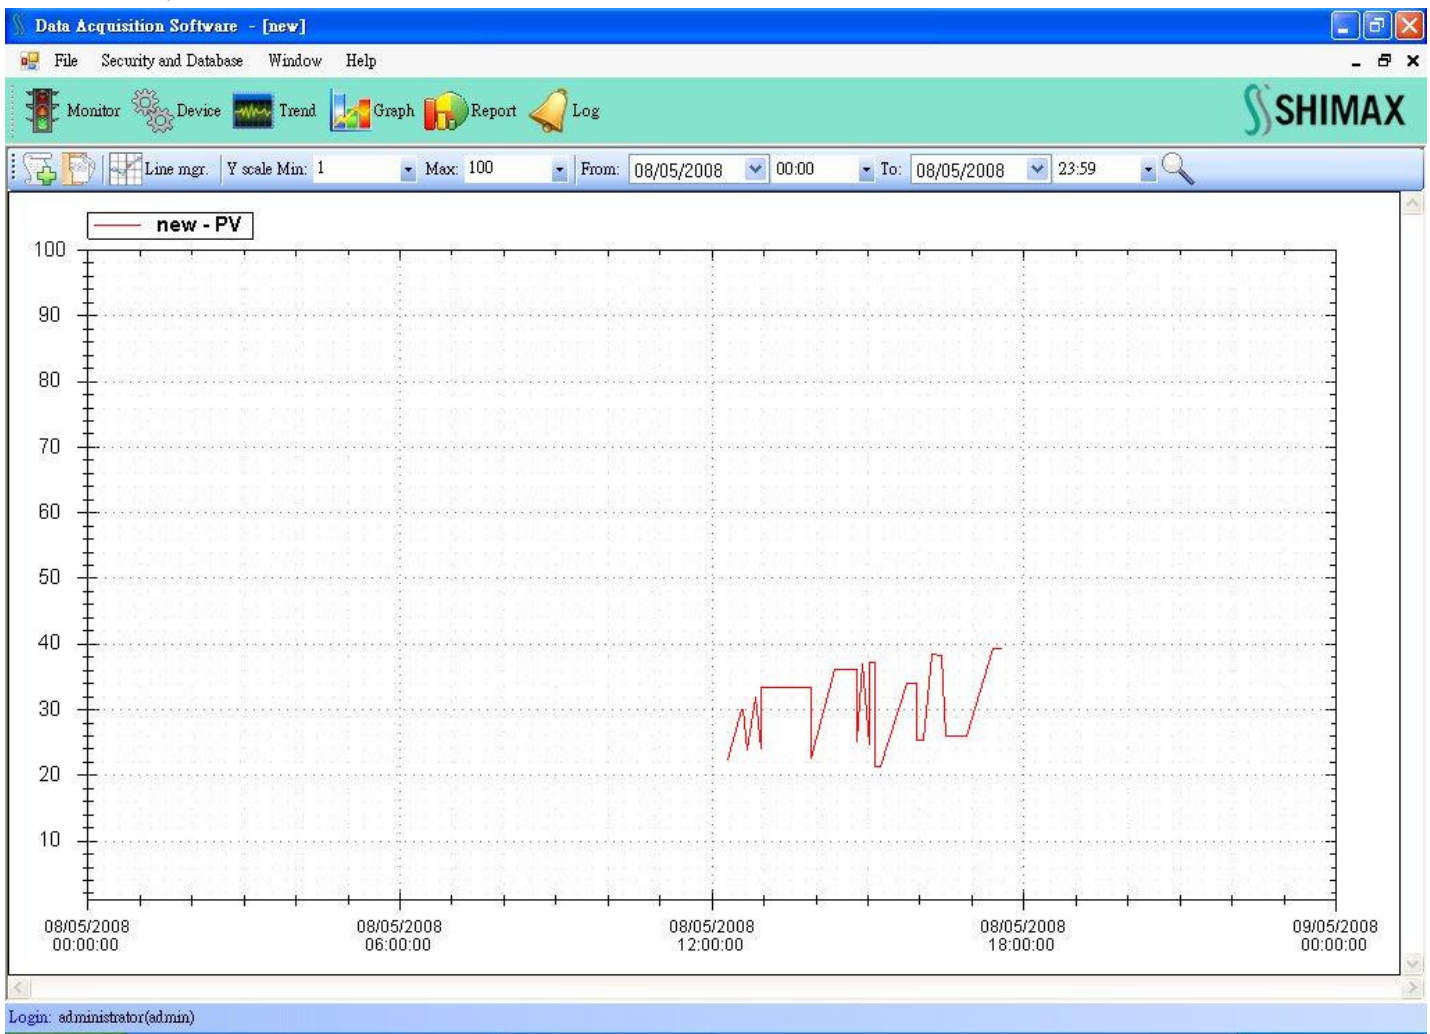 Data Acquisition Software - [new]
File Security and Database Window Help
Monitor Device Trend Graph Report Log SHIMAX
Line mgr. Y scale Min: 1 Max: 100 From: 08/05/2008 00:00 To: 08/05/2008 23:59
new - PV
100
90
80
70
60
50
40
30
20
10
08/05/2008 08/05/2008 08/05/2008 08/05/2008 09/05/2008
00:00:00 06:00:00 12:00:00 18:00:00 00:00:00
Login: administrator(admin)